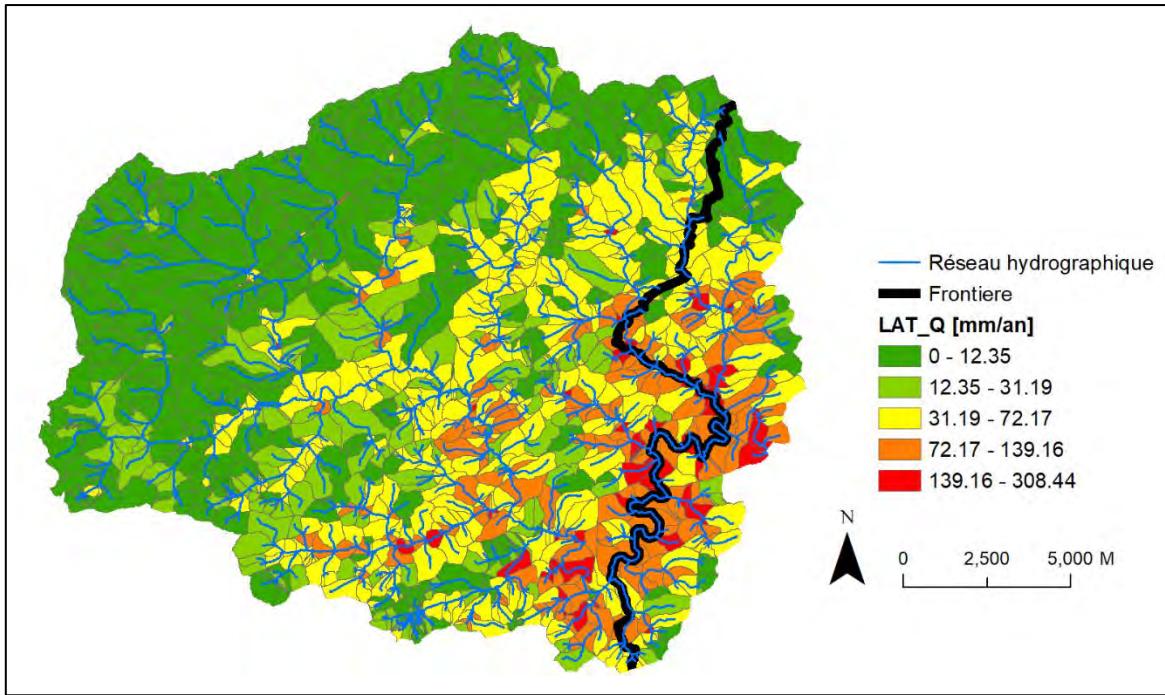 Réseau hydrographique
Frontiere
LAT_Q [mm/an]
0 - 12.35
12.35 - 31.19
31.19 - 72.17
72.17 - 139.16
139.16 - 308.44
N
0 2,500 5,000 M